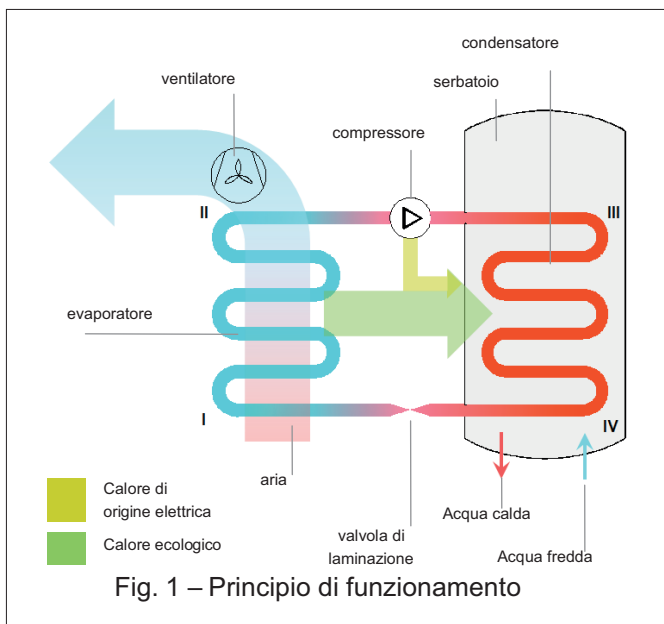 condensatore
ventilatore
serbatoio
compressore
II
III
evaporatore
I
IV
aria
Calore di
origine elettrica
Acqua calda
valvola di
laminazione
Calore ecologico
Acqua fredda
Fig. 1 – Principio di funzionamento